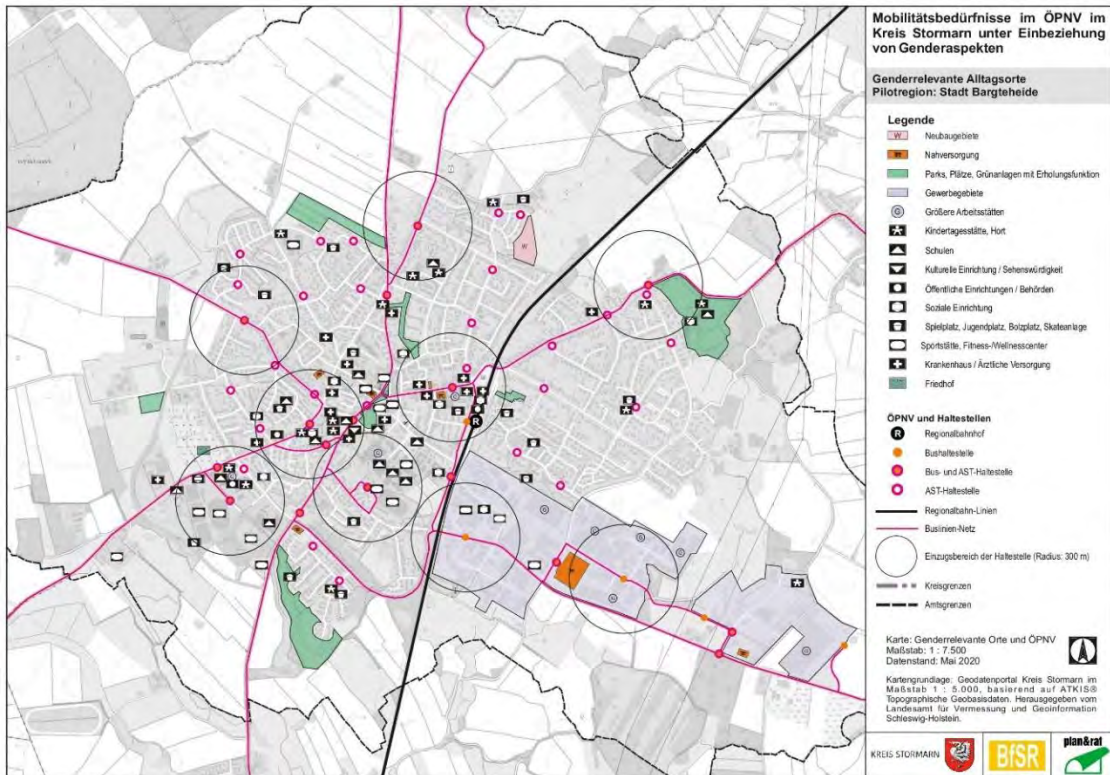 Mobilitätsbedürfnisse im ÖPNV im
Kreis Stormarn unter Einbeziehung
von Genderaspekten
Genderrelevante Alltagsorte
Pilotregion: Stadt Bargteheide
Legende
W Neubaugebiete
Nahversorgung
Parks, Plätze, Grünanlagen mit Erholungsfunktion
Gewerbegebiete
G Größere Arbeitsstätten
Kindertagesstätte, Hort
Schulen
Kulturelle Einrichtung / Sehenswürdigkeit
Öffentliche Einrichtungen / Behörden
Soziale Einrichtung
Spielplatz, Jugendplatz, Bolzplatz, Skateanlage
Sportstätte, Fitness-/Wellnesscenter
Krankenhaus / Ärztliche Versorgung
Friedhof
ÖPNV und Haltestellen
R Regionalbahnhof
Bushaltestelle
Bus- und AST-Haltestelle
AST-Haltestelle
Regionalbahn-Linien
Buslinien-Netz
Einzugsbereich der Haltestelle (Radius: 300 m)
Kreisgrenzen
Amtsgrenzen
Karte: Genderrelevante Orte und ÖPNV
Maßstab: 1 : 7.500
Datenstand: Mai 2020
Kartengrundlage: Geodatenportal Kreis Stormarn im
Maßstab 1 : 5.000, basierend auf ATKIS®
Topographische Geobasisdaten. Herausgegeben vom
Landesamt für Vermessung und Geoinformation
Schleswig-Holstein.
KREIS STORMARN
BfSR
plan&rat